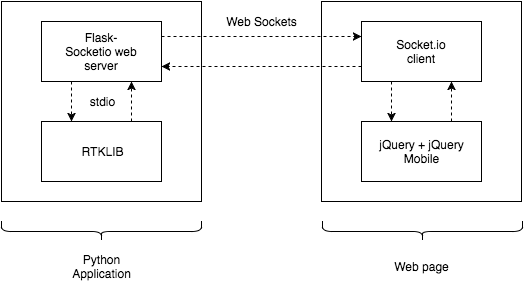 Web Sockets
Flask-
Socketio web
server
Socket.io
client
stdio
RTKLIB
jQuery + jQuery
Mobile
Python
Application
Web page